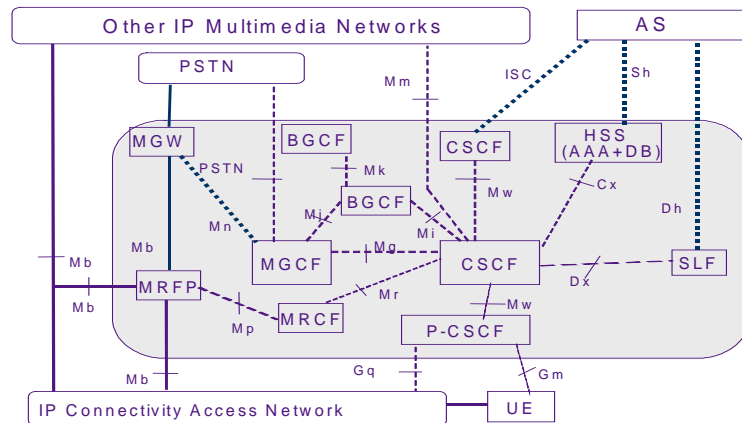 Other IP Multimedia Networks
AS
PSTN
Mm
ISC
Sh
MGW
BGCF
CSCF
HSS
(AAA+DB)
PSTN
Mk
Mw
Cx
BGCF
Mn
Mj
Mi
Dh
Mb
Mb
MGCF
Mg
CSCF
SLF
Dx
MRFP
Mb
Mr
Mp
MRCF
Mw
P-CSCF
Mb
Gq
Gm
IP Connectivity Access Network
UE